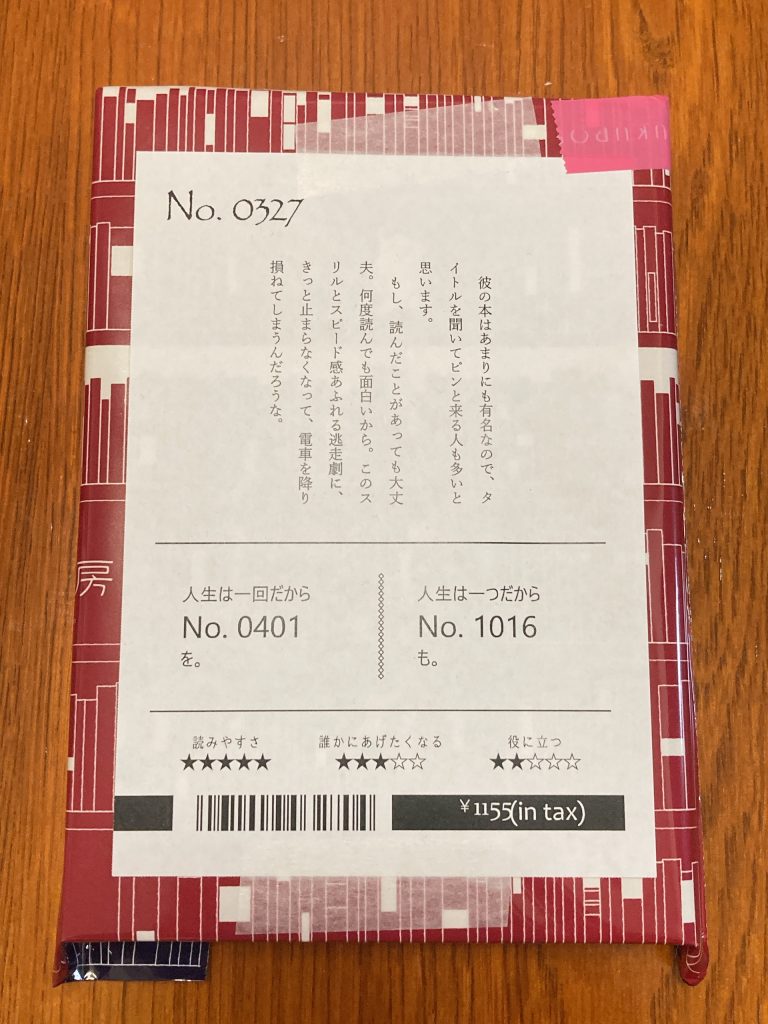 No. 0327
彼の本はあまりにも有名なので、タ
イトルを聞いてピンと来る人も多いと
思います。
もし、読んだことがあっても大丈
夫。何度読んでも面白いから。このス
リルとスピード感あふれる逃走劇に、
きっと止まらなくなって、電車を降り
損ねてしまうんだろうな。
房
人生は一回だから
No. 0401
を。
人生は一つだから
No. 1016
も。
読みやすさ
★★★★★
誰かにあげたくなる
★★★☆☆
役に立つ
★★☆☆☆
￥1155(in tax)